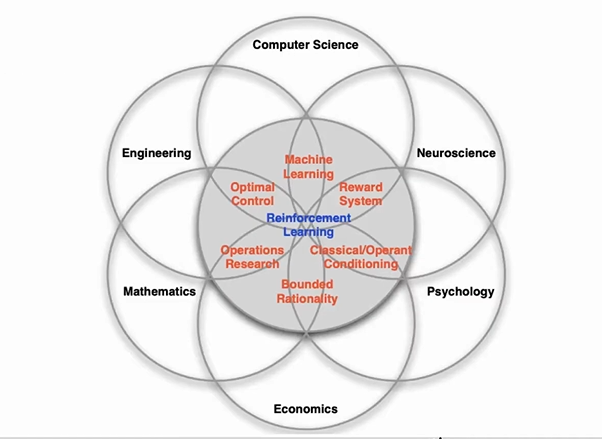 Computer Science
Engineering
Neuroscience
Machine
Learning
Optimal
Control
Reward
System
Reinforcement
Learning
Operations
Research
Classical/Operant
Conditioning
Bounded
Rationality
Mathematics
Psychology
Economics